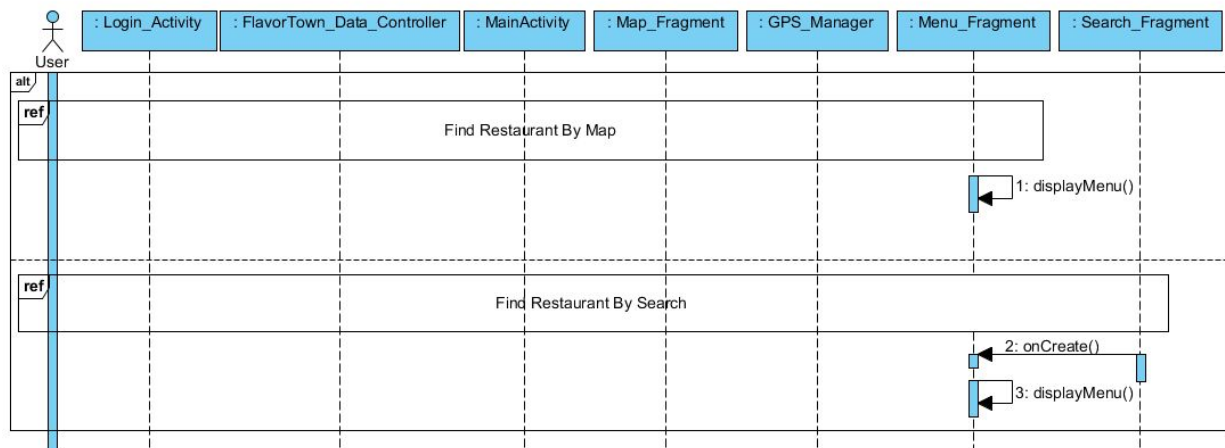 : Login_Activity
: FlavorTown_Data_Controller
: MainActivity
: Map_Fragment
: GPS_Manager
: Menu_Fragment
: Search_Fragment
User
alt
ref
Find Restaurant By Map
1: displayMenu()
ref
Find Restaurant By Search
2: onCreate()
3: displayMenu()